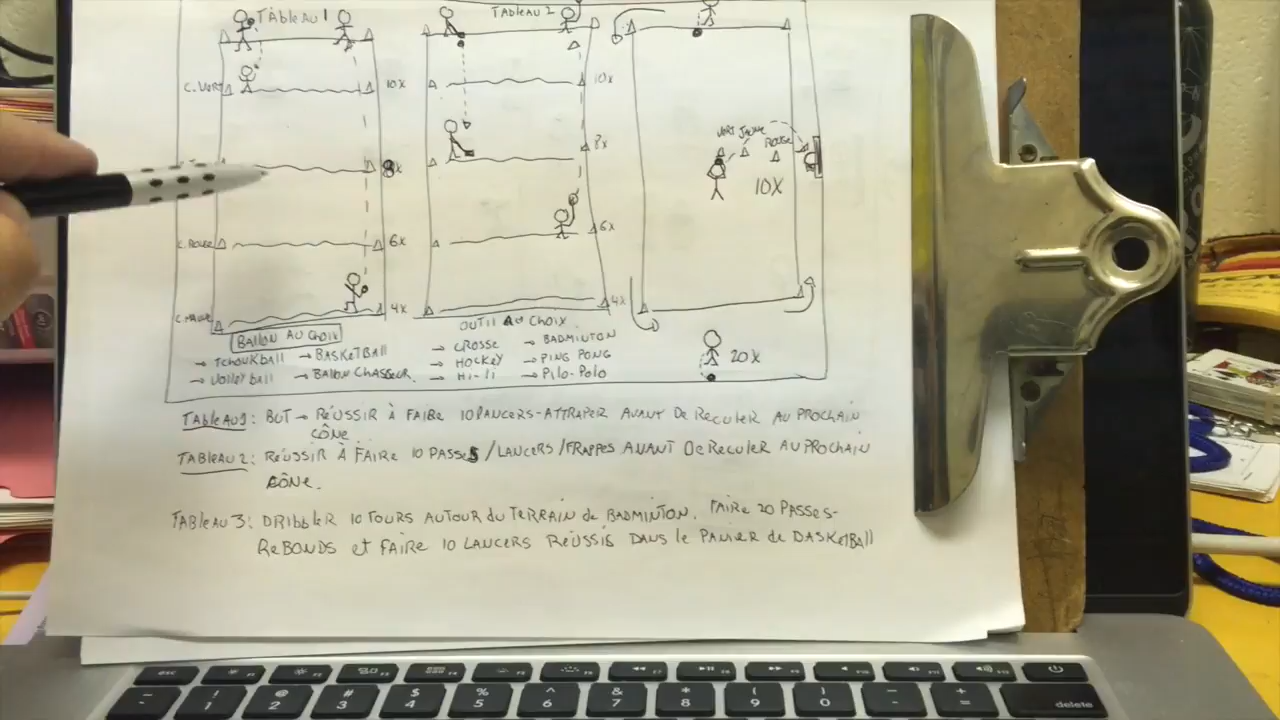 TABLEAU 1
TABLEAU 2
C. VERT
10x
10x
8x
8x
VERT JAUNE
ROUGE
10X
C. ROUGE
6x
6x
C. MAUVE
4x
4x
BALLON AU CHOIX
→ TCHOUKBALL → BASKETBALL
→ VOLLEYBALL → BALLON CHASSEUR
OUTIL AU CHOIX
→ CROSSE → BADMINTON
→ HOCKEY → PING PONG
→ Hi-li → Pilo-Polo
20X
TABLEAU 1: BUT → RÉUSSIR À FAIRE 10 LANCERS-ATTRAPER AVANT DE RECULER AU PROCHAIN
CÔNE
TABLEAU 2: RÉUSSIR À FAIRE 10 PASSES/LANCERS/FRAPPES AVANT DE RECULER AU PROCHAIN
CÔNE.
TABLEAU 3: DRIBBLER 10 TOURS AUTOUR DU TERRAIN de BADMINTON. FAIRE 20 PASSES-
REBONDS et FAIRE 10 LANCERS RÉUSSIS DANS le PANIER de BASKETBALL
esc
delete